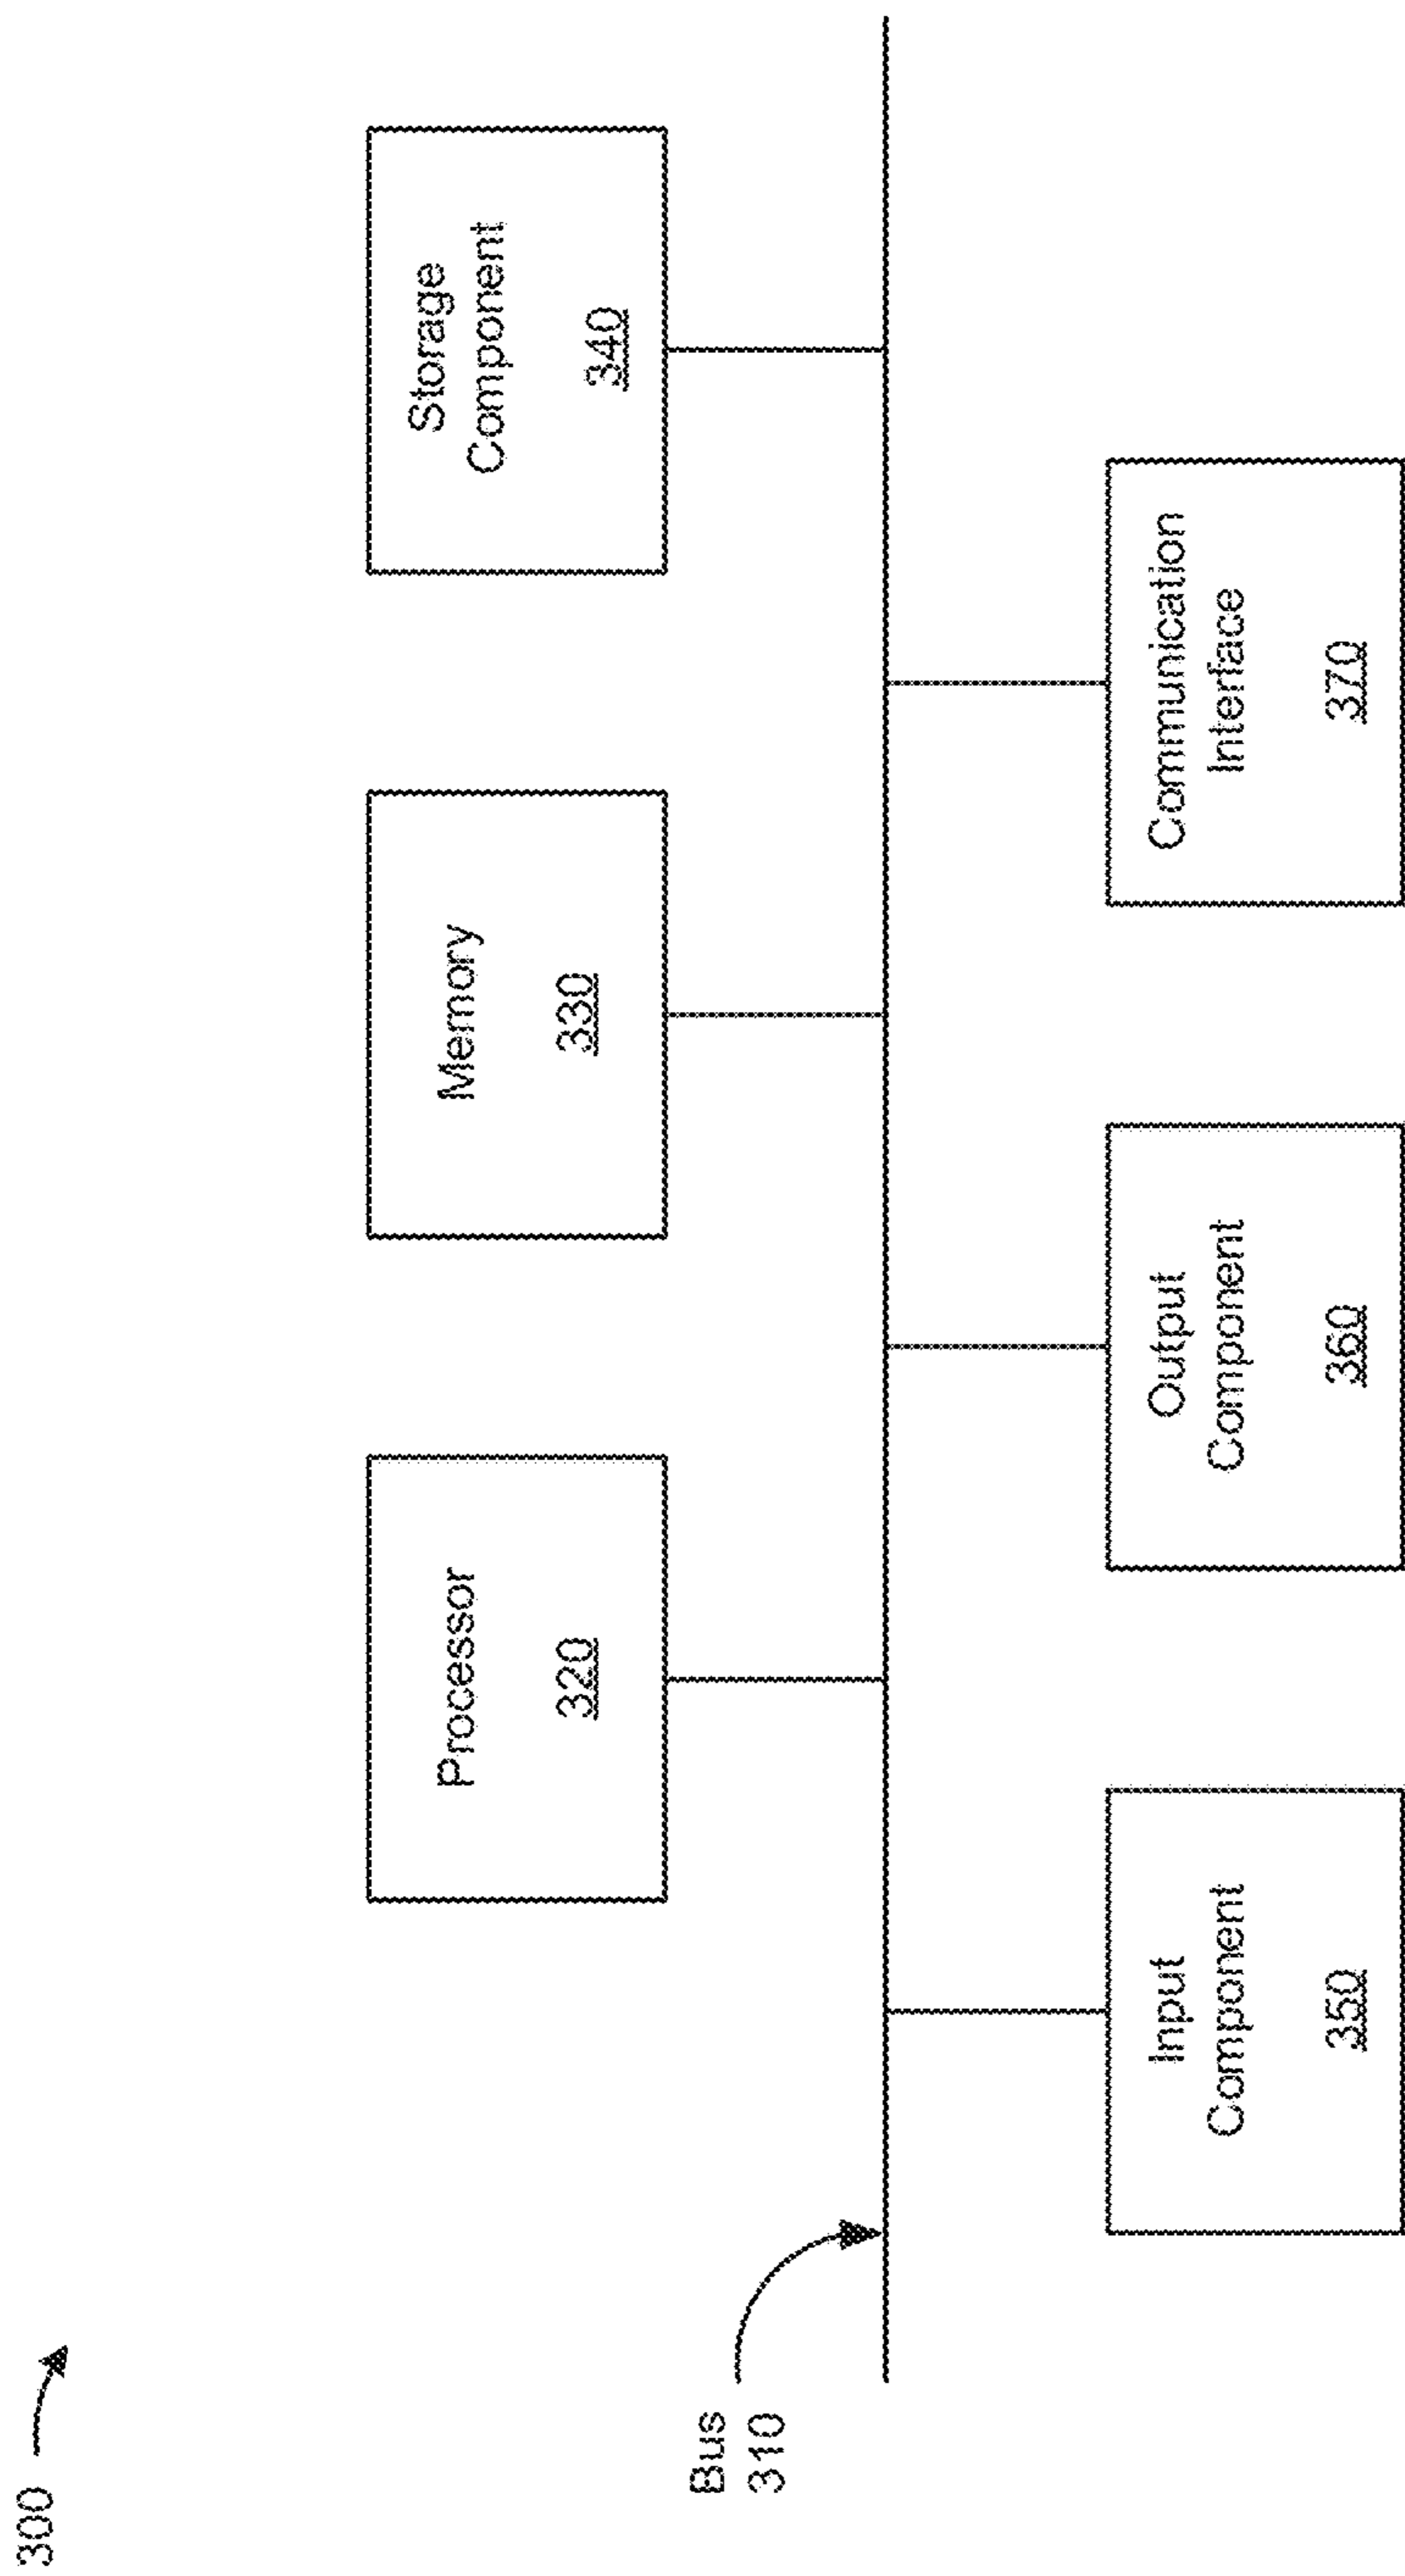 300
Processor
320
Memory
330
Storage
Component
340
Bus
310
Input
Component
350
Output
Component
360
Communication
Interface
370